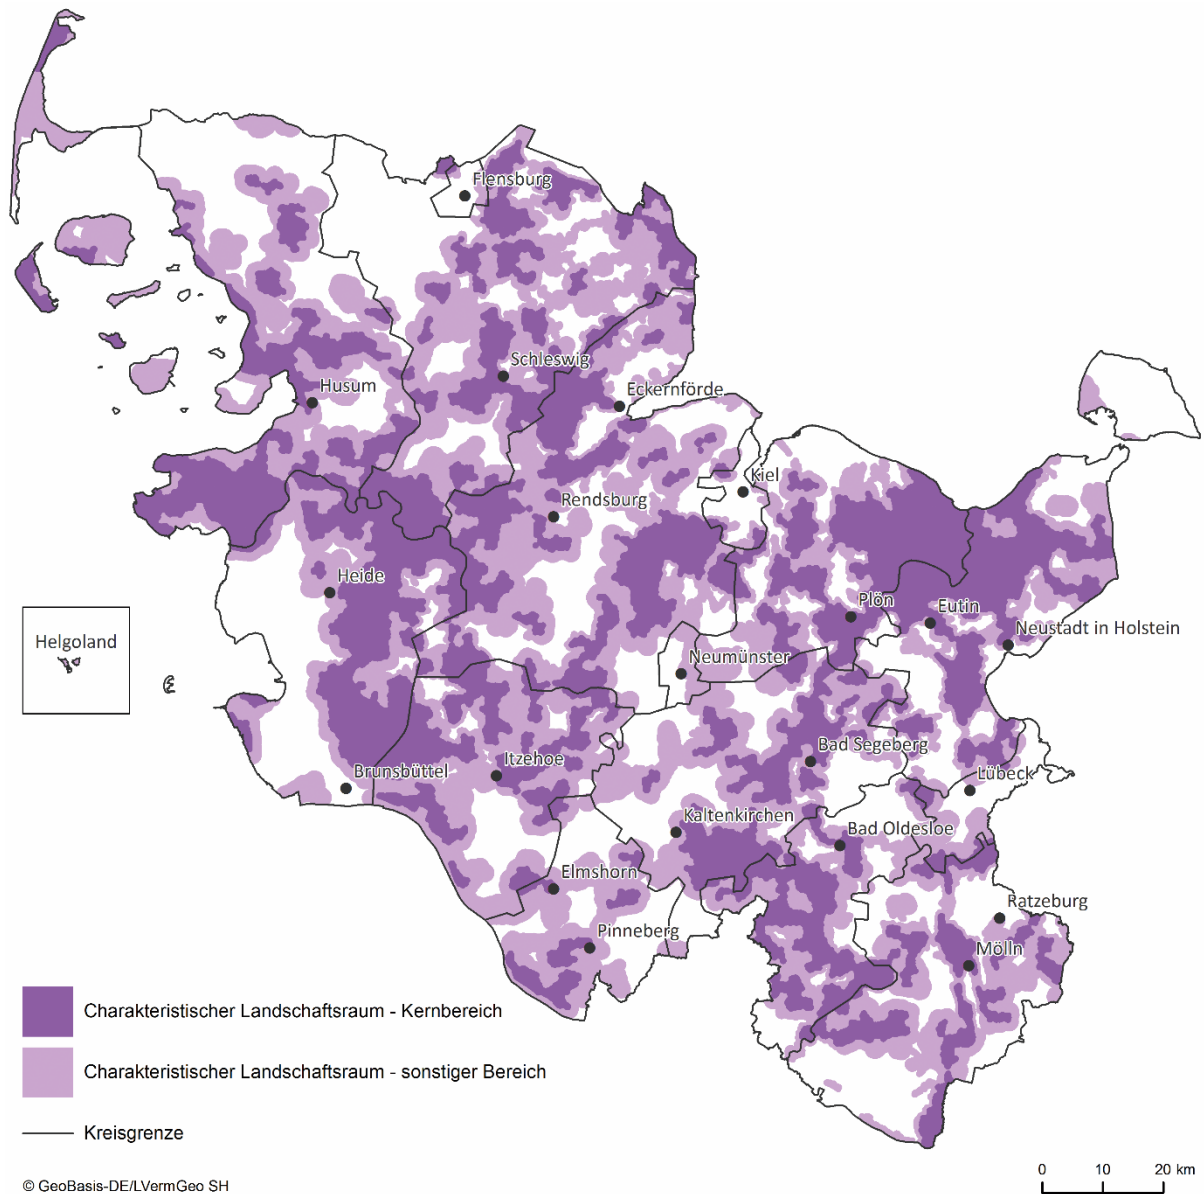 Flensburg
Schleswig
Husum
Eckernförde
Kiel
Rendsburg
Heide
Plön
Eutin
Helgoland
Neustadt in Holstein
Neumünster
Bad Segeberg
Itzehoe
Brunsbüttel
Lübeck
Kaltenkirchen
Bad Oldesloe
Elmshorn
Ratzeburg
Pinneberg
Mölln
Charakteristischer Landschaftsraum - Kernbereich
Charakteristischer Landschaftsraum - sonstiger Bereich
Kreisgrenze
0 10 20 km
© GeoBasis-DE/LVermGeo SH